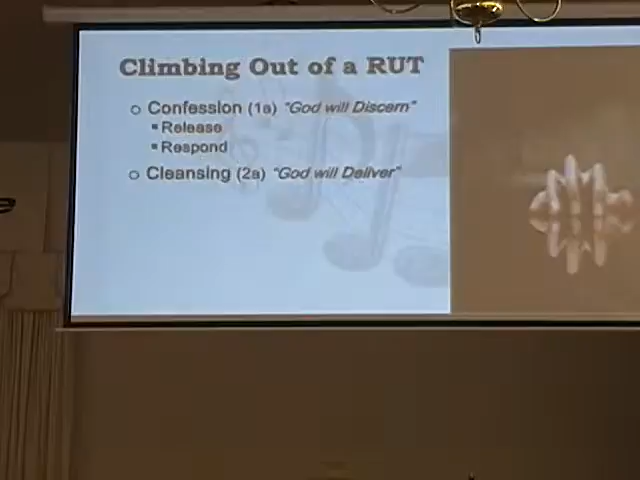 Climbing Out of a RUT
Confession (1a) "God will Discern"
Release
Respond
Cleansing (2a) "God will Deliver"